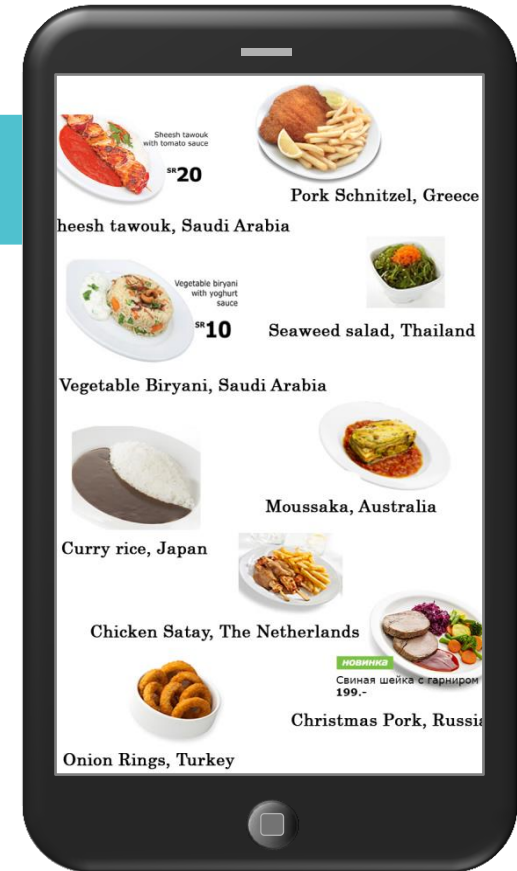 Sheesh tawouk
with tomato sauce
SR20
Pork Schnitzel, Greece
heesh tawouk, Saudi Arabia
Vegetable biryani
with yoghurt
sauce
SR10
Seaweed salad, Thailand
Vegetable Biryani, Saudi Arabia
Moussaka, Australia
Curry rice, Japan
Chicken Satay, The Netherlands
новинка
Свиная шейка с гарниром
199.-
Christmas Pork, Russia
Onion Rings, Turkey